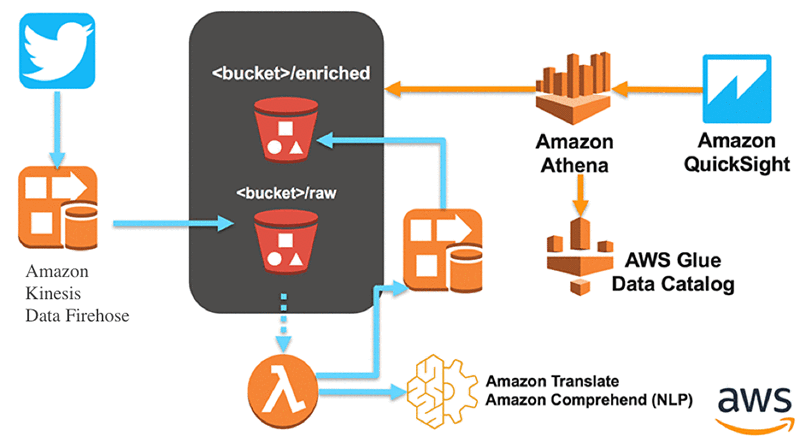 <bucket>/enriched
<bucket>/raw
Amazon
Kinesis
Data Firehose
Amazon
Athena
Amazon
QuickSight
AWS Glue
Data Catalog
Amazon Translate
Amazon Comprehend (NLP)
aws